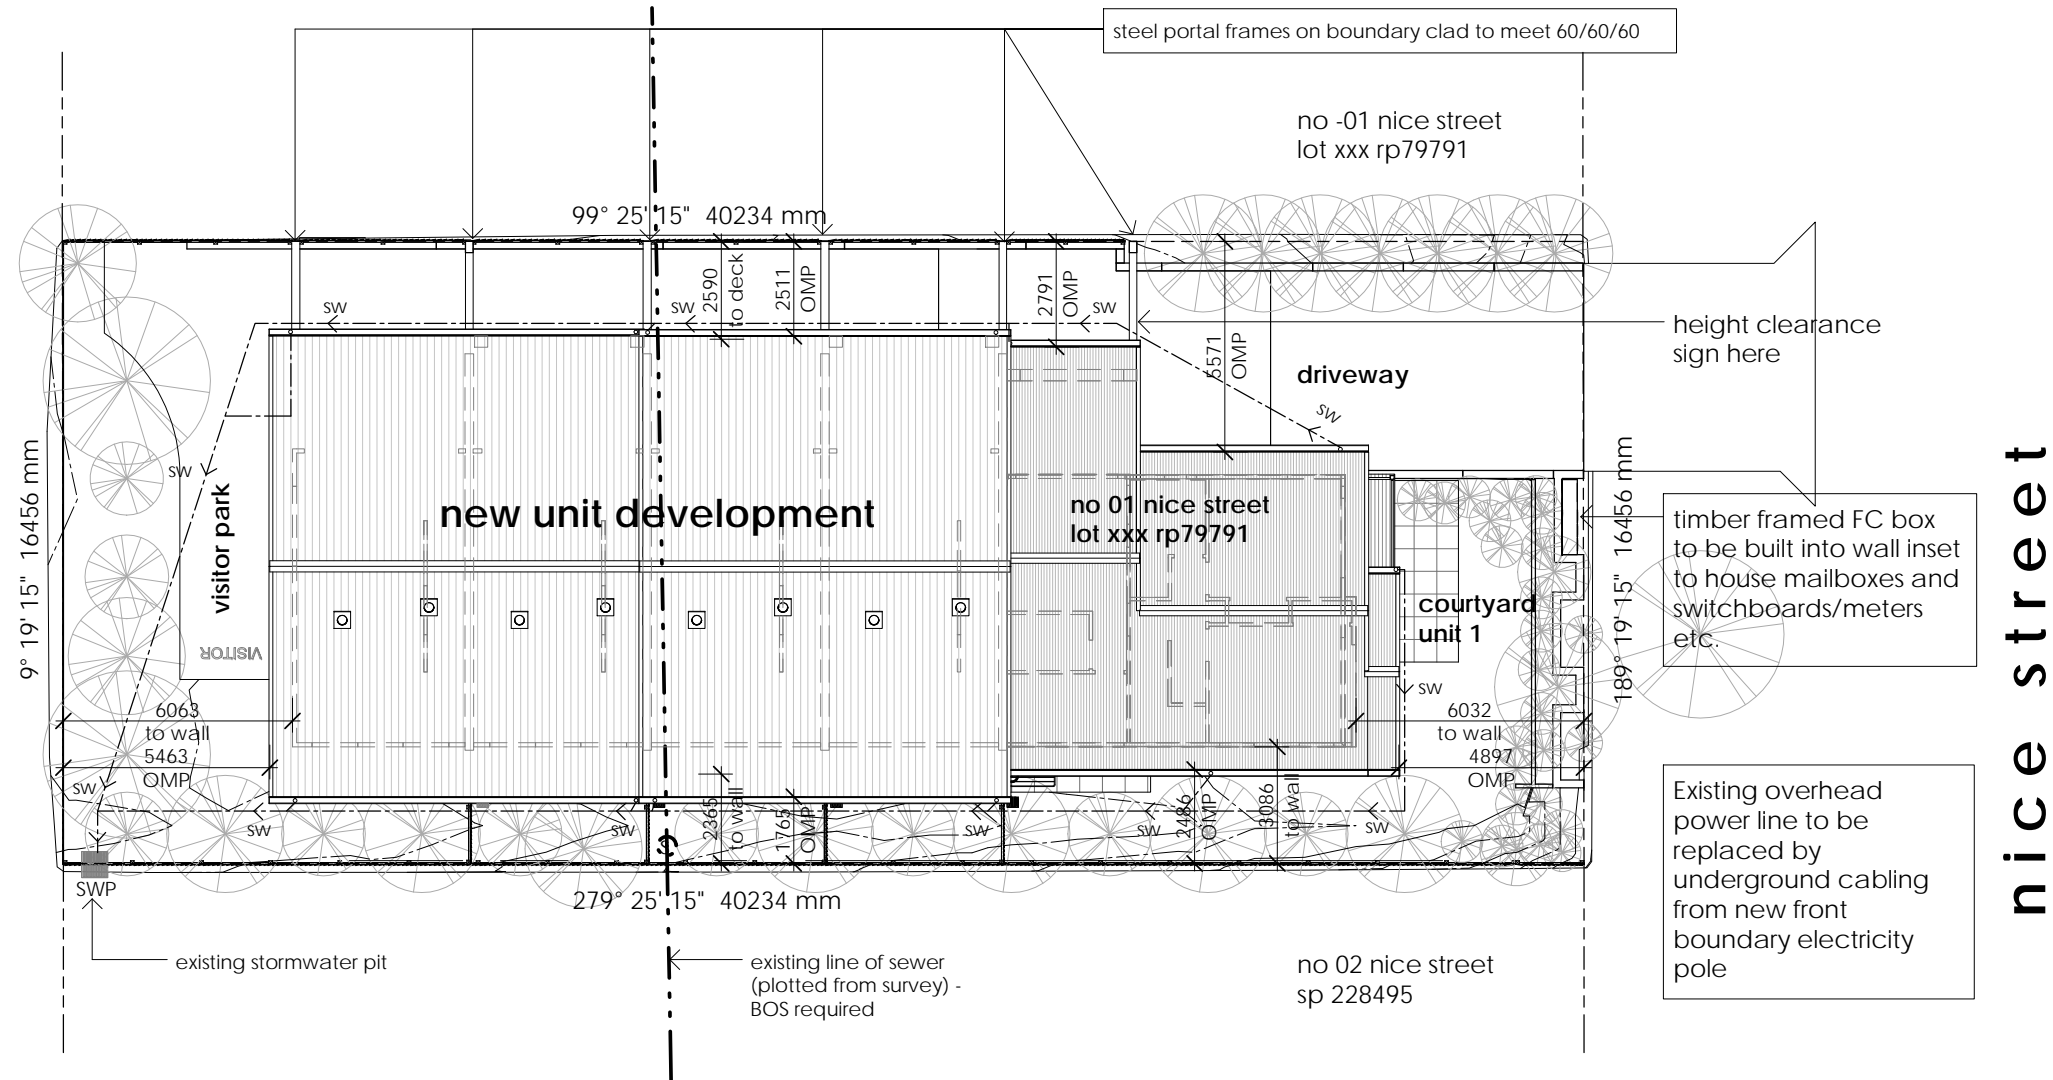 steel portal frames on boundary clad to meet 60/60/60
no -01 nice street
lot xxx rp79791
99° 25' 15" 40234 mm
SW
SW
2590
to deck
2511
OMP
2791
OMP
SW
5571
OMP
SW
height clearance
sign here
driveway
9° 19' 15" 16456 mm
SW
visitor park
VISITOR
new unit development
no 01 nice street
lot xxx rp79791
courtyard
unit 1
189° 19' 15" 16456 mm
timber framed FC box
to be built into wall inset
to house mailboxes and
switchboards/meters
etc.
nice street
6063
to wall
5463
OMP
SW
SW
SW
2365
to wall
1765
OMP
SW
SW
2486
OMP
3086
to wall
SW
SW
6032
to wall
4897
OMP
Existing overhead
power line to be
replaced by
underground cabling
from new front
boundary electricity
pole
SWP
279° 25' 15" 40234 mm
existing stormwater pit
existing line of sewer
(plotted from survey) -
BOS required
no 02 nice street
sp 228495